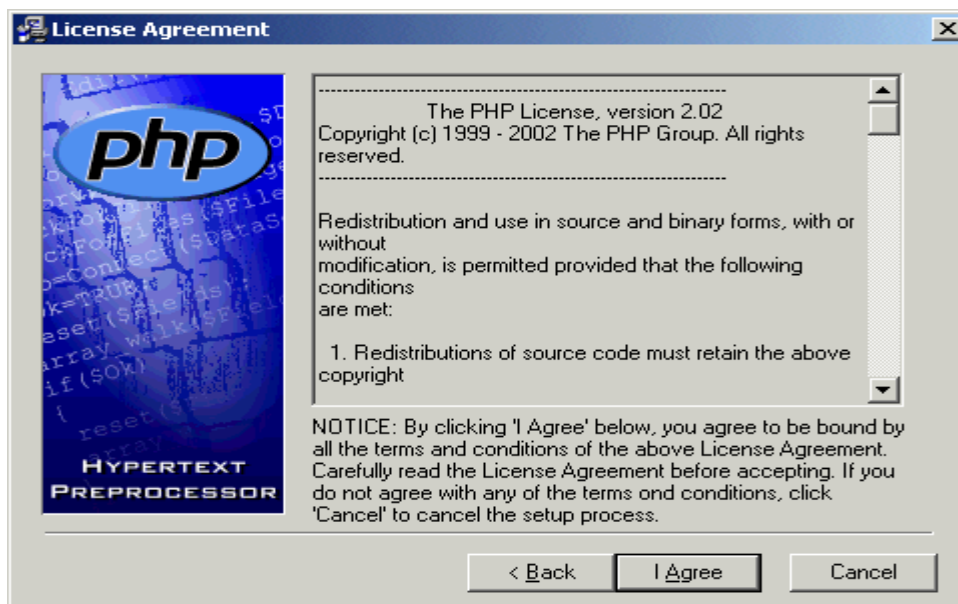 License Agreement
php
HYPERTEXT
PREPROCESSOR
The PHP License, version 2.02
Copyright (c) 1999 - 2002 The PHP Group. All rights
reserved.
Redistribution and use in source and binary forms, with or
without
modification, is permitted provided that the following
conditions
are met:
1. Redistributions of source code must retain the above
copyright
NOTICE: By clicking 'I Agree' below, you agree to be bound by
all the terms and conditions of the above License Agreement.
Carefully read the License Agreement before accepting. If you
do not agree with any of the terms ond conditions, click
'Cancel' to cancel the setup process.
< Back
I Agree
Cancel